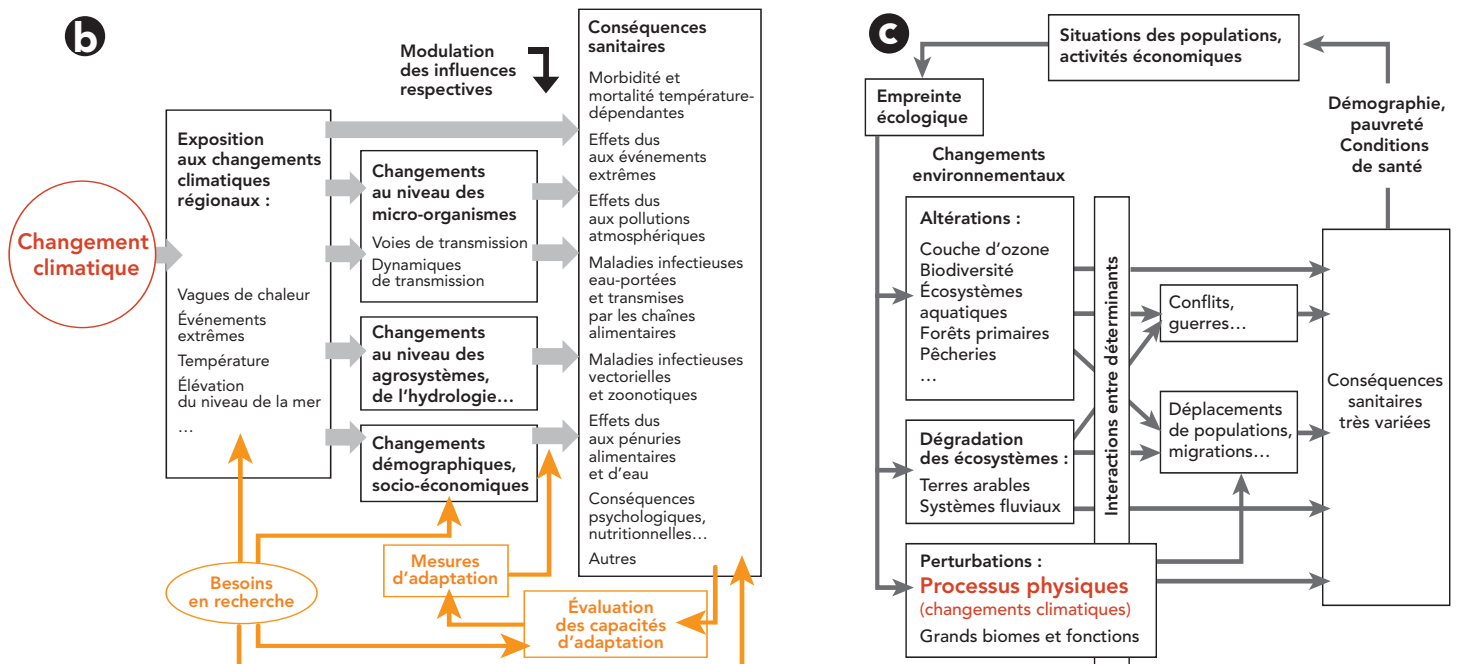 b
Changement
climatique
Exposition
aux changements
climatiques
régionaux :
Vagues de chaleur
Événements
extrêmes
Température
Élévation
du niveau de la mer
…
Modulation
des influences
respectives
Changements
au niveau des
micro-organismes
Voies de transmission
Dynamiques
de transmission
Changements
au niveau des
agrosystèmes,
de l'hydrologie…
Changements
démographiques,
socio-économiques
Conséquences
sanitaires
Morbidité et
mortalité température-
dépendantes
Effets dus
aux événements
extrêmes
Effets dus
aux pollutions
atmosphériques
Maladies infectieuses
eau-portées
et transmises
par les chaînes
alimentaires
Maladies infectieuses
vectorielles
et zoonotiques
Effets dus
aux pénuries
alimentaires
et d'eau
Conséquences
psychologiques,
nutritionnelles…
Autres
Besoins
en recherche
Mesures
d'adaptation
Évaluation
des capacités
d'adaptation
c
Situations des populations,
activités économiques
Empreinte
écologique
Démographie,
pauvreté
Conditions
de santé
Changements
environnementaux
Altérations :
Couche d'ozone
Biodiversité
Écosystèmes
aquatiques
Forêts primaires
Pêcheries
…
Dégradation
des écosystèmes :
Terres arables
Systèmes fluviaux
Perturbations :
Processus physiques
(changements climatiques)
Grands biomes et fonctions
Interactions entre déterminants
Conflits,
guerres…
Déplacements
de populations,
migrations…
Conséquences
sanitaires
très variées